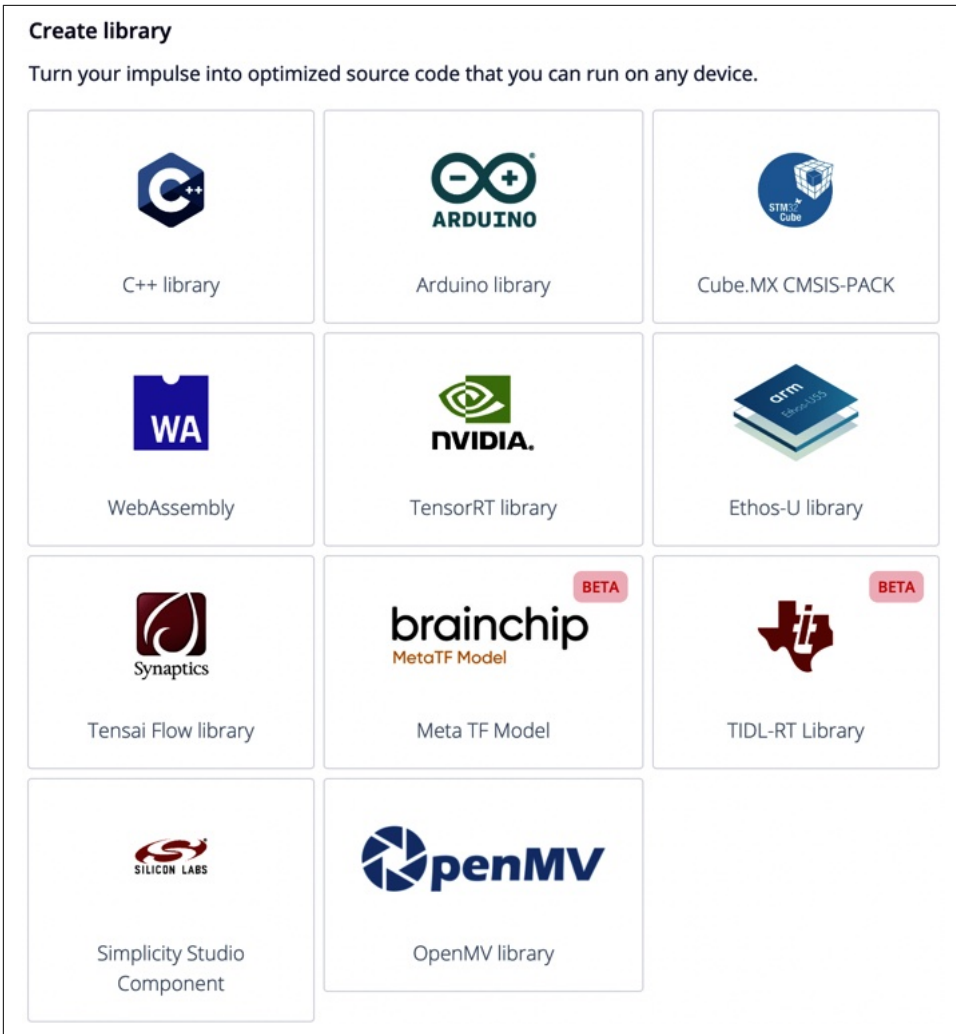 Create library
Turn your impulse into optimized source code that you can run on any device.
C++
C++ library
ARDUINO
Arduino library
STM32
Cube
Cube.MX CMSIS-PACK
WA
WebAssembly
NVIDIA.
TensorRT library
arm
Ethos-U55
Ethos-U library
Synaptics
Tensai Flow library
BETA
brainchip
MetaTF Model
Meta TF Model
BETA
ti
TIDL-RT Library
SILICON LABS
Simplicity Studio
Component
OpenMV
OpenMV library